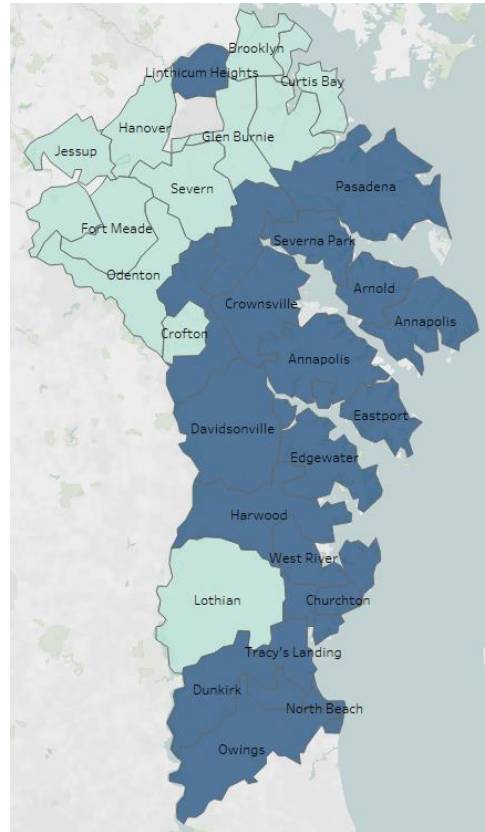 Brooklyn
Linthicum Heights
Curtis Bay
Hanover
Glen Burnie
Jessup
Severn
Pasadena
Fort Meade
Severna Park
Odenton
Arnold
Crownsville
Annapolis
Crofton
Annapolis
Eastport
Davidsonville
Edgewater
Harwood
West River
Lothian
Churchton
Tracy's Landing
Dunkirk
North Beach
Owings